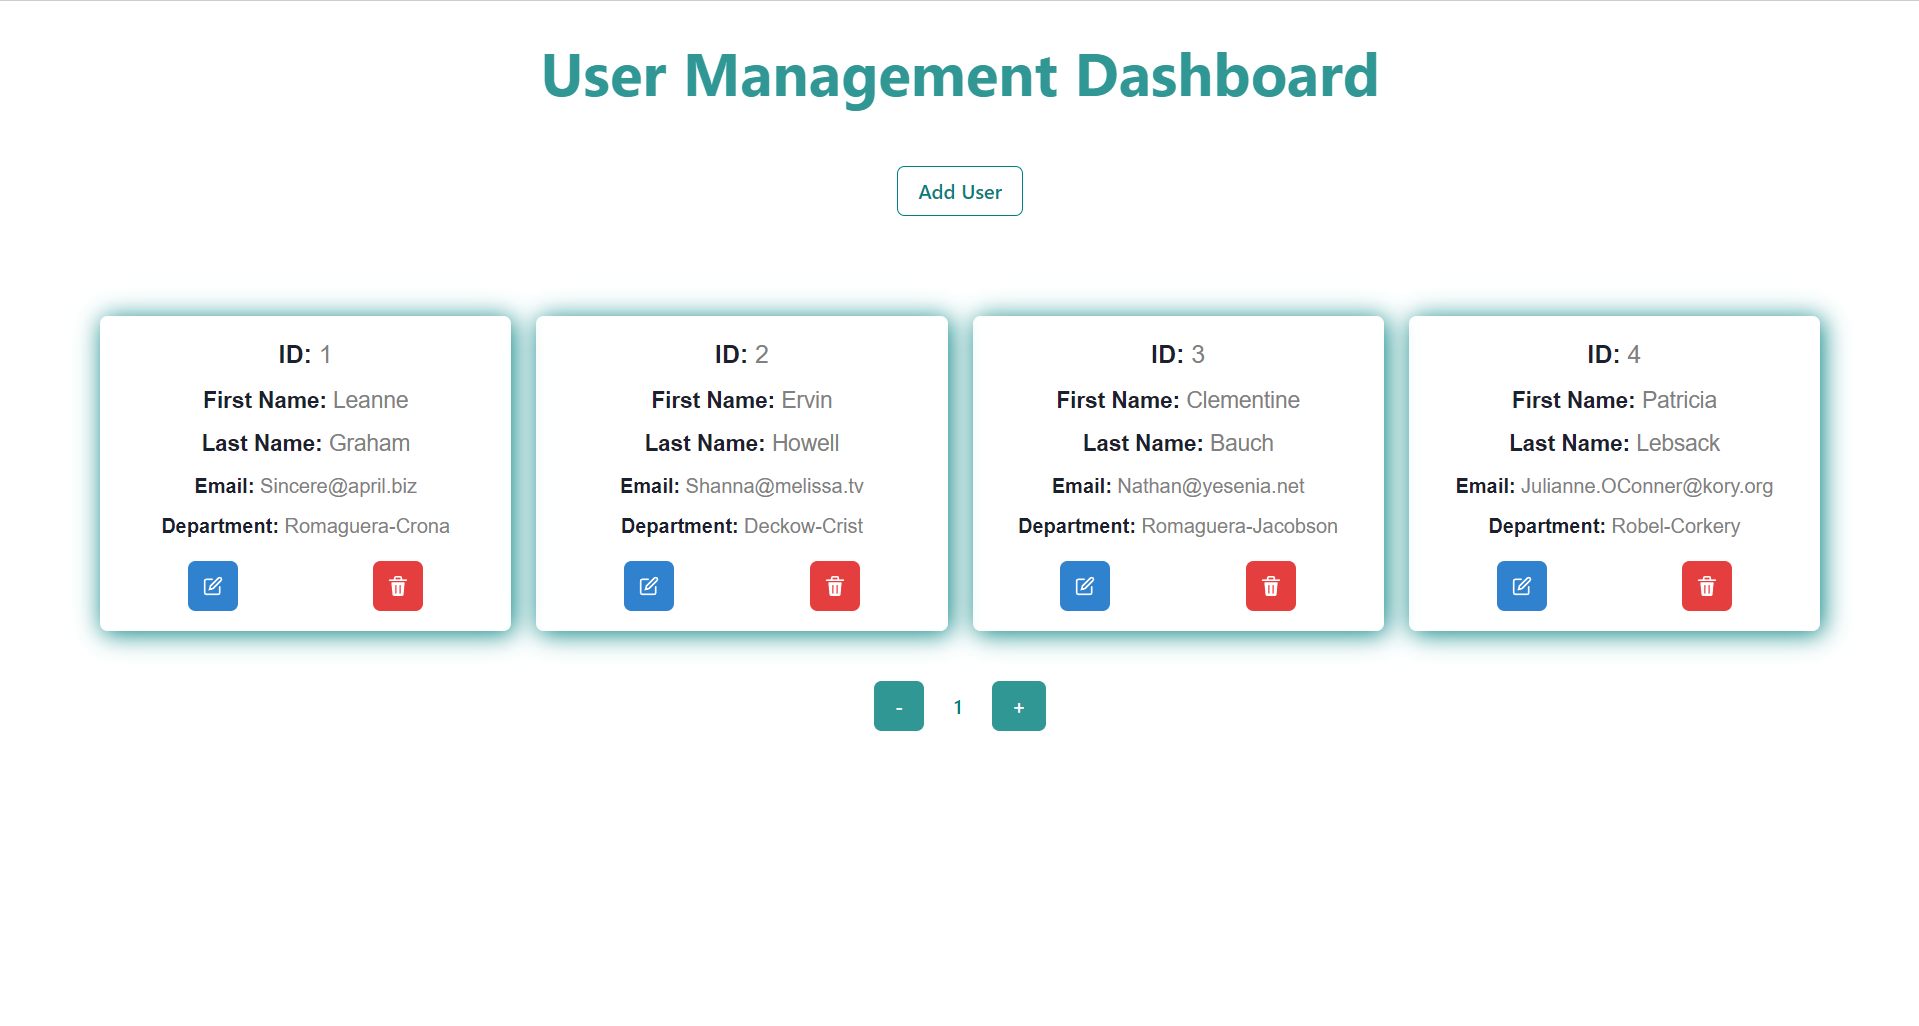 User Management Dashboard
Add User
ID: 1
First Name: Leanne
Last Name: Graham
Email: Sincere@april.biz
Department: Romaguera-Crona
ID: 2
First Name: Ervin
Last Name: Howell
Email: Shanna@melissa.tv
Department: Deckow-Crist
ID: 3
First Name: Clementine
Last Name: Bauch
Email: Nathan@yesenia.net
Department: Romaguera-Jacobson
ID: 4
First Name: Patricia
Last Name: Lebsack
Email: Julianne.OConner@kory.org
Department: Robel-Corkery
- 1 +